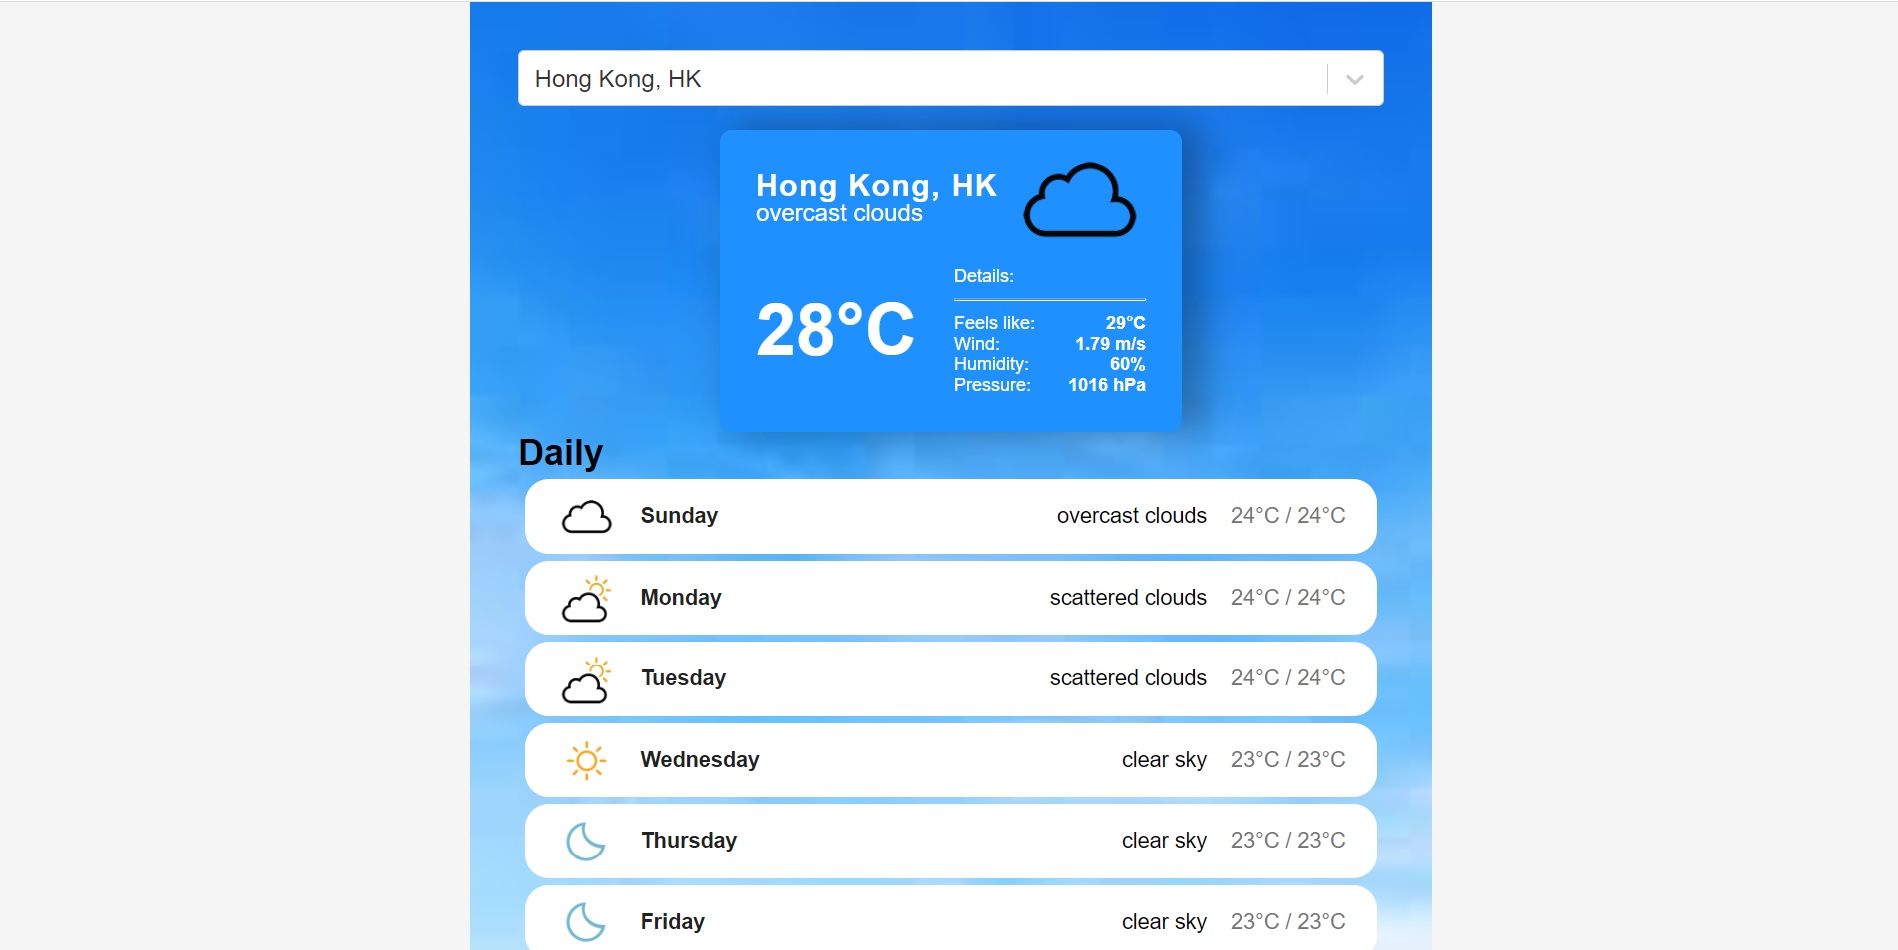 Hong Kong, HK
Hong Kong, HK
overcast clouds
28°C
Details:
Feels like: 29°C
Wind: 1.79 m/s
Humidity: 60%
Pressure: 1016 hPa
Daily
Sunday overcast clouds 24°C / 24°C
Monday scattered clouds 24°C / 24°C
Tuesday scattered clouds 24°C / 24°C
Wednesday clear sky 23°C / 23°C
Thursday clear sky 23°C / 23°C
Friday clear sky 23°C / 23°C